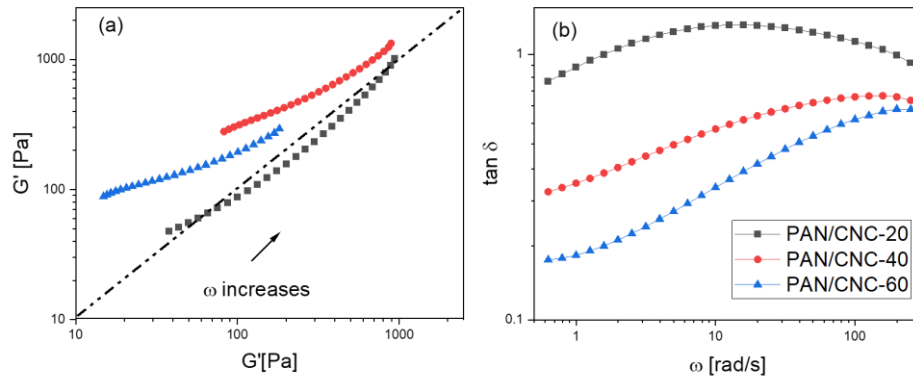 (a)
1000
100
10
10
100
1000
G' [Pa]
G'[Pa]
ω increases
(b)
1
0.1
1
10
100
tan δ
ω [rad/s]
PAN/CNC-20
PAN/CNC-40
PAN/CNC-60